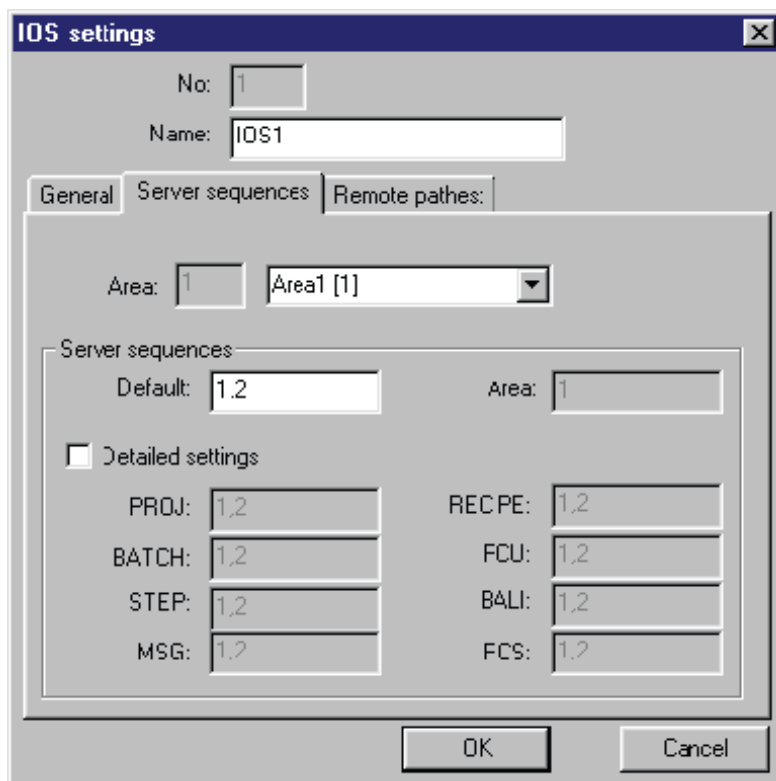 IOS settings
No: 1
Name: IOS1
General Server sequences Remote pathes:
Area: 1 Area1 [1]
Server sequences
Default: 1.2 Area: 1
Detailed settings
PROJ: 1,2 RECPE: 1,2
BATCH: 1,2 FCU: 1,2
STEP: 1,2 BALI: 1,2
MSG: 1.2 FCS: 1.2
OK Cancel